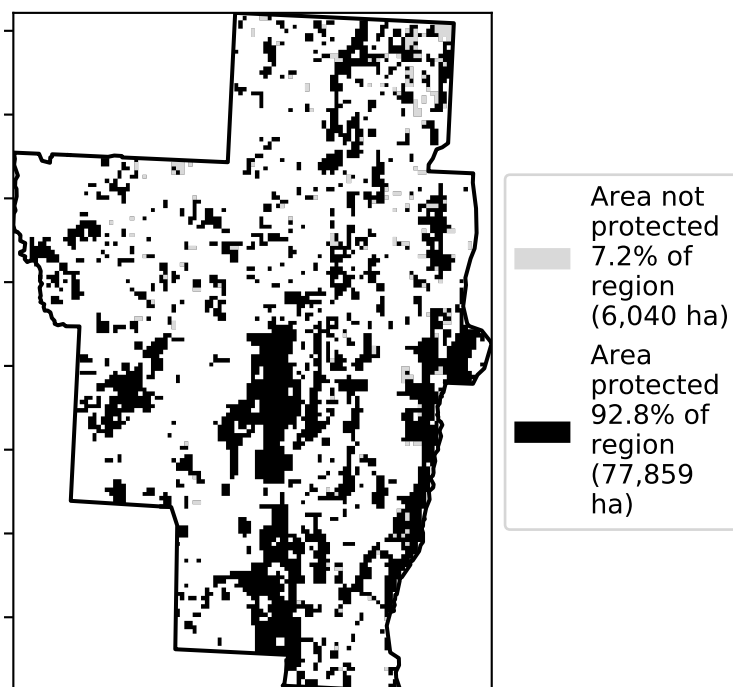 Area not
protected
7.2% of
region
(6,040 ha)
Area
protected
92.8% of
region
(77,859
ha)